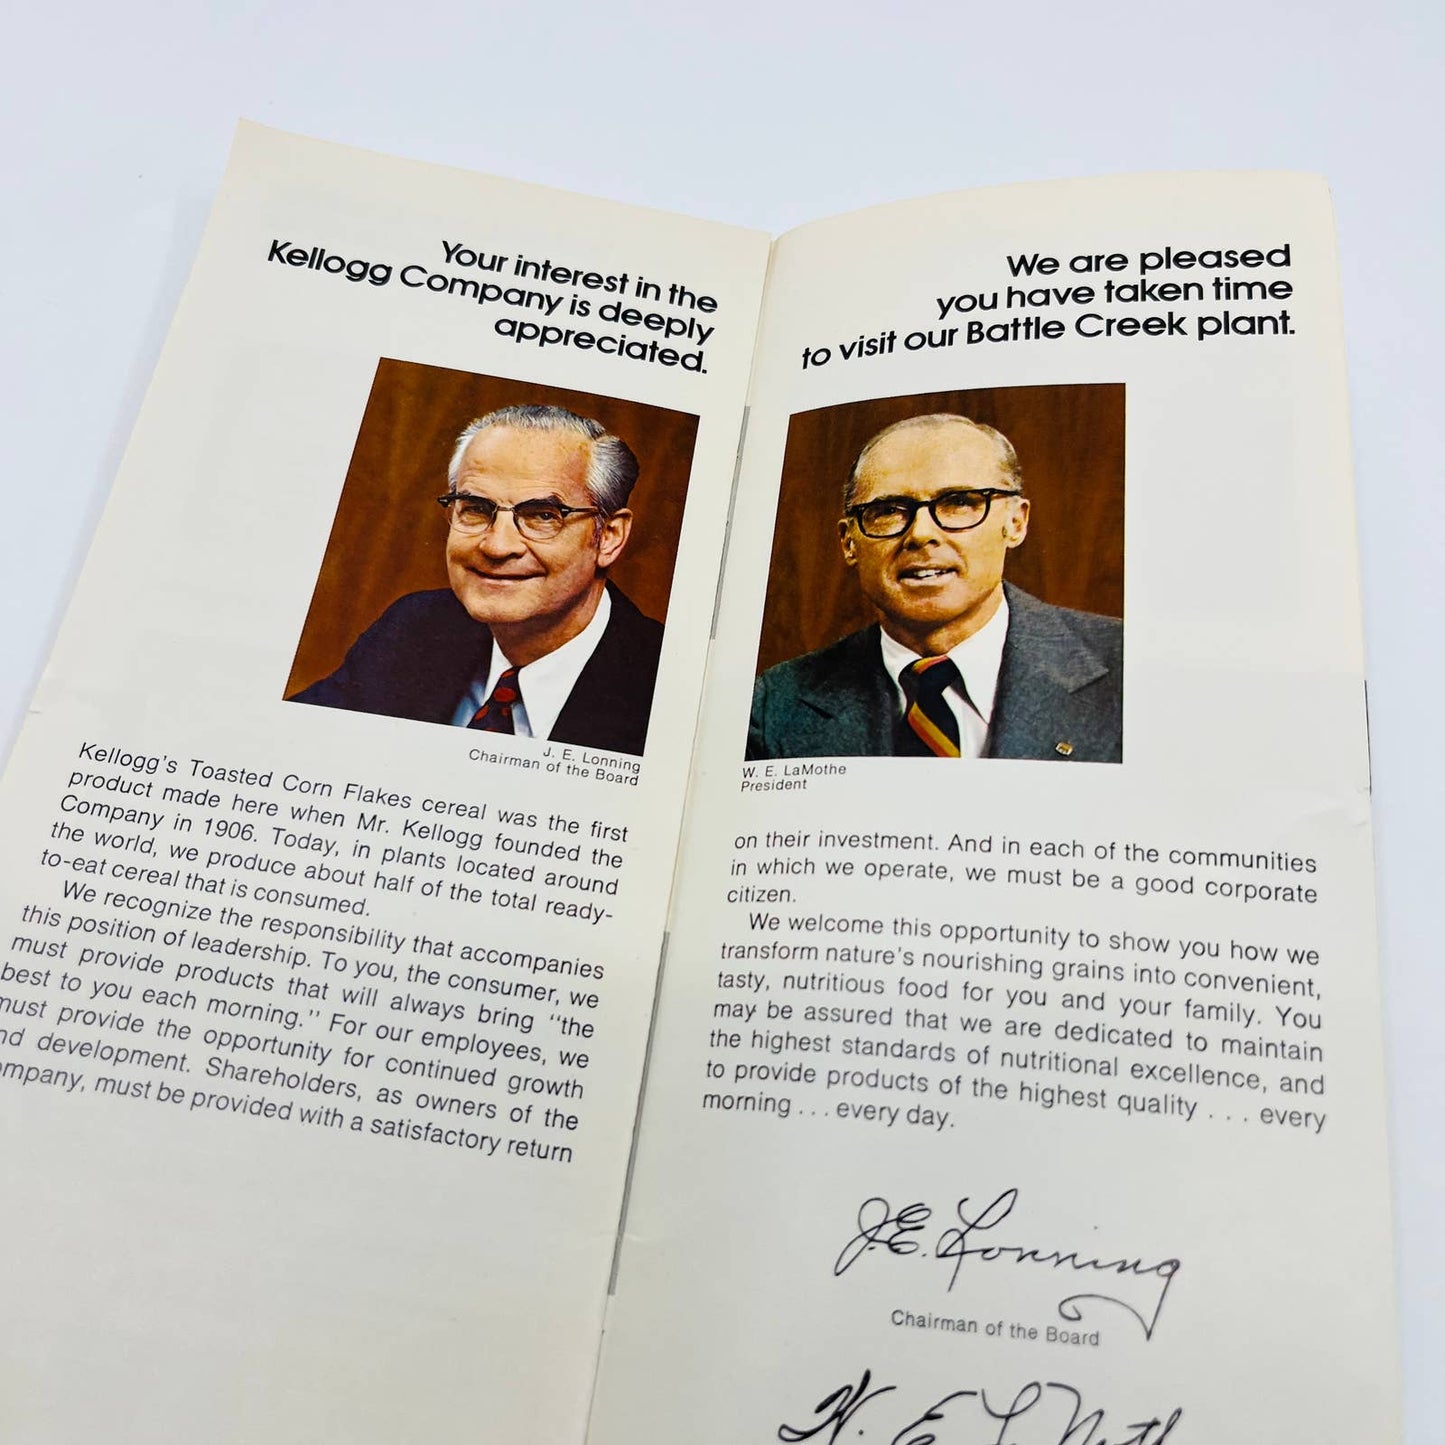 Your interest in the
Kellogg Company is deeply
appreciated.
J. E. Lonning
Chairman of the Board
Kellogg's Toasted Corn Flakes cereal was the first
product made here when Mr. Kellogg founded the
Company in 1906. Today, in plants located around
the world, we produce about half of the total ready-
to-eat cereal that is consumed.
We recognize the responsibility that accompanies
this position of leadership. To you, the consumer, we
must provide products that will always bring "the
best to you each morning." For our employees, we
must provide the opportunity for continued growth
nd development. Shareholders, as owners of the
ompany, must be provided with a satisfactory return
We are pleased
you have taken time
to visit our Battle Creek plant.
W. E. LaMothe
President
on their investment. And in each of the communities
in which we operate, we must be a good corporate
citizen.
We welcome this opportunity to show you how we
transform nature's nourishing grains into convenient,
tasty, nutritious food for you and your family. You
may be assured that we are dedicated to maintain
the highest standards of nutritional excellence, and
to provide products of the highest quality . . . every
morning . . . every day.
J.E. Lonning
Chairman of the Board
W. E. L